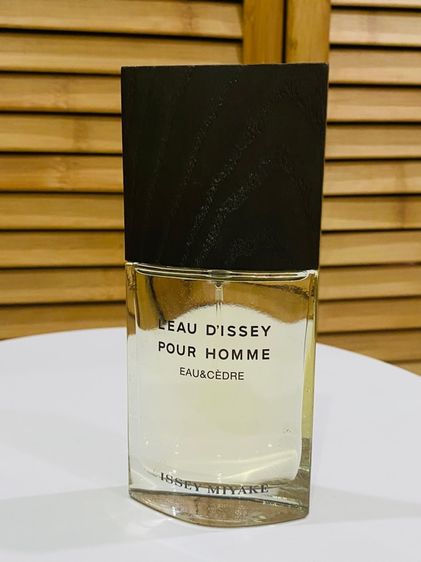 L'EAU D'ISSEY
POUR HOMME
EAU&CÈDRE
ISSEY MIYAKE